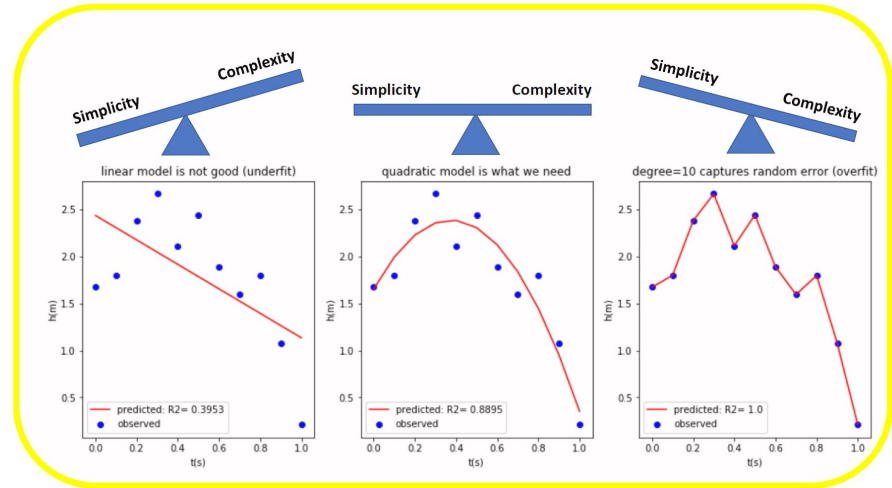 Simplicity
Complexity
Simplicity
Complexity
Simplicity
Complexity
linear model is not good (underfit)
2.5
2.0
1.5
1.0
0.5
h(m)
predicted: R2= 0.3953
observed
0.0 0.2 0.4 0.6 0.8 1.0
t(s)
quadratic model is what we need
2.5
2.0
1.5
1.0
0.5
h(m)
predicted: R2= 0.8895
observed
0.0 0.2 0.4 0.6 0.8 1.0
t(s)
degree=10 captures random error (overfit)
2.5
2.0
1.5
1.0
0.5
h(m)
predicted: R2= 1.0
observed
0.0 0.2 0.4 0.6 0.8 1.0
t(s)